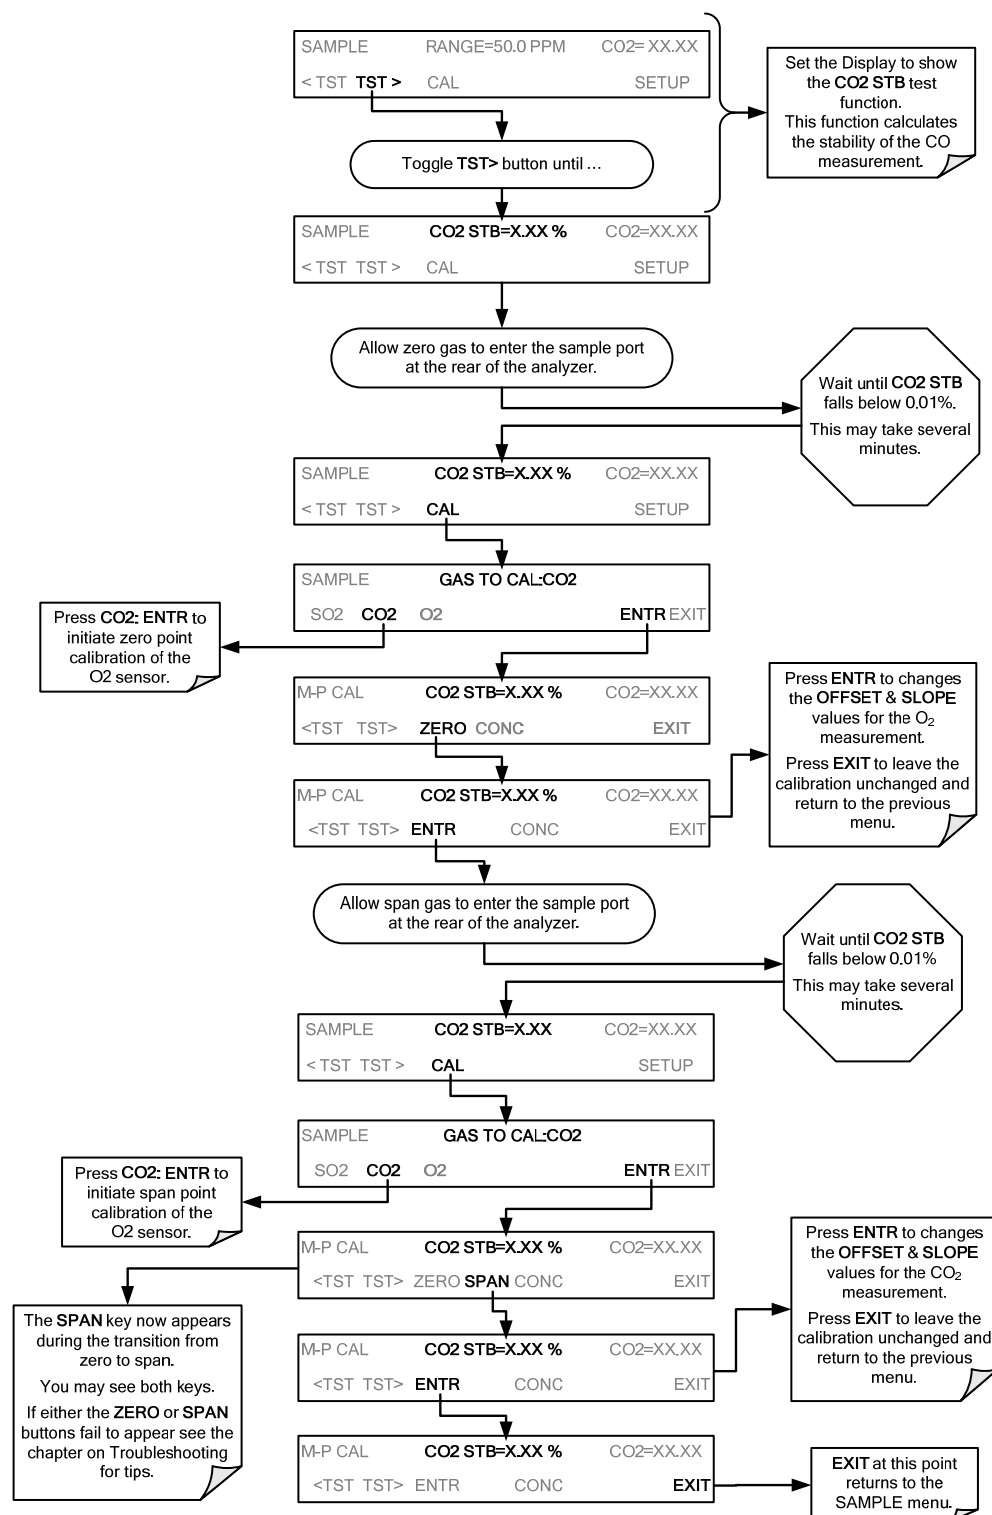 SAMPLE RANGE=50.0 PPM CO2= XX.XX
< TST TST > CAL SETUP
Set the Display to show
the CO2 STB test
function.
This function calculates
the stability of the CO
measurement.
Toggle TST> button until ...
SAMPLE CO2 STB=X.XX % CO2=XX.XX
< TST TST > CAL SETUP
Allow zero gas to enter the sample port
at the rear of the analyzer.
Wait until CO2 STB
falls below 0.01%.
This may take several
minutes.
SAMPLE CO2 STB=X.XX % CO2=XX.XX
< TST TST > CAL SETUP
SAMPLE GAS TO CAL:CO2
SO2 CO2 O2 ENTR EXIT
Press CO2: ENTR to
initiate zero point
calibration of the
O2 sensor.
M-P CAL CO2 STB=X.XX % CO2=XX.XX
<TST TST> ZERO CONC EXIT
Press ENTR to changes
the OFFSET & SLOPE
values for the O2
measurement.
Press EXIT to leave the
calibration unchanged and
return to the previous
menu.
M-P CAL CO2 STB=X.XX % CO2=XX.XX
<TST TST> ENTR CONC EXIT
Allow span gas to enter the sample port
at the rear of the analyzer.
Wait until CO2 STB
falls below 0.01%
This may take several
minutes.
SAMPLE CO2 STB=X.XX CO2=XX.XX
< TST TST > CAL SETUP
SAMPLE GAS TO CAL:CO2
SO2 CO2 O2 ENTR EXIT
Press CO2: ENTR to
initiate span point
calibration of the
O2 sensor.
M-P CAL CO2 STB=X.XX % CO2=XX.XX
<TST TST> ZERO SPAN CONC EXIT
Press ENTR to changes
the OFFSET & SLOPE
values for the CO2
measurement.
Press EXIT to leave the
calibration unchanged and
return to the previous
menu.
The SPAN key now appears
during the transition from
zero to span.
You may see both keys.
If either the ZERO or SPAN
buttons fail to appear see the
chapter on Troubleshooting
for tips.
M-P CAL CO2 STB=X.XX % CO2=XX.XX
<TST TST> ENTR CONC EXIT
M-P CAL CO2 STB=X.XX % CO2=XX.XX
<TST TST> ENTR CONC EXIT
EXIT at this point
returns to the
SAMPLE menu.